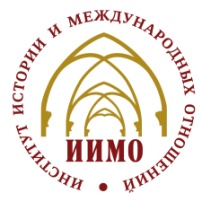 ИНСТИТУТ ИСТОРИИ И МЕЖДУНАРОДНЫХ ОТНОШЕНИЙ
ИИМО